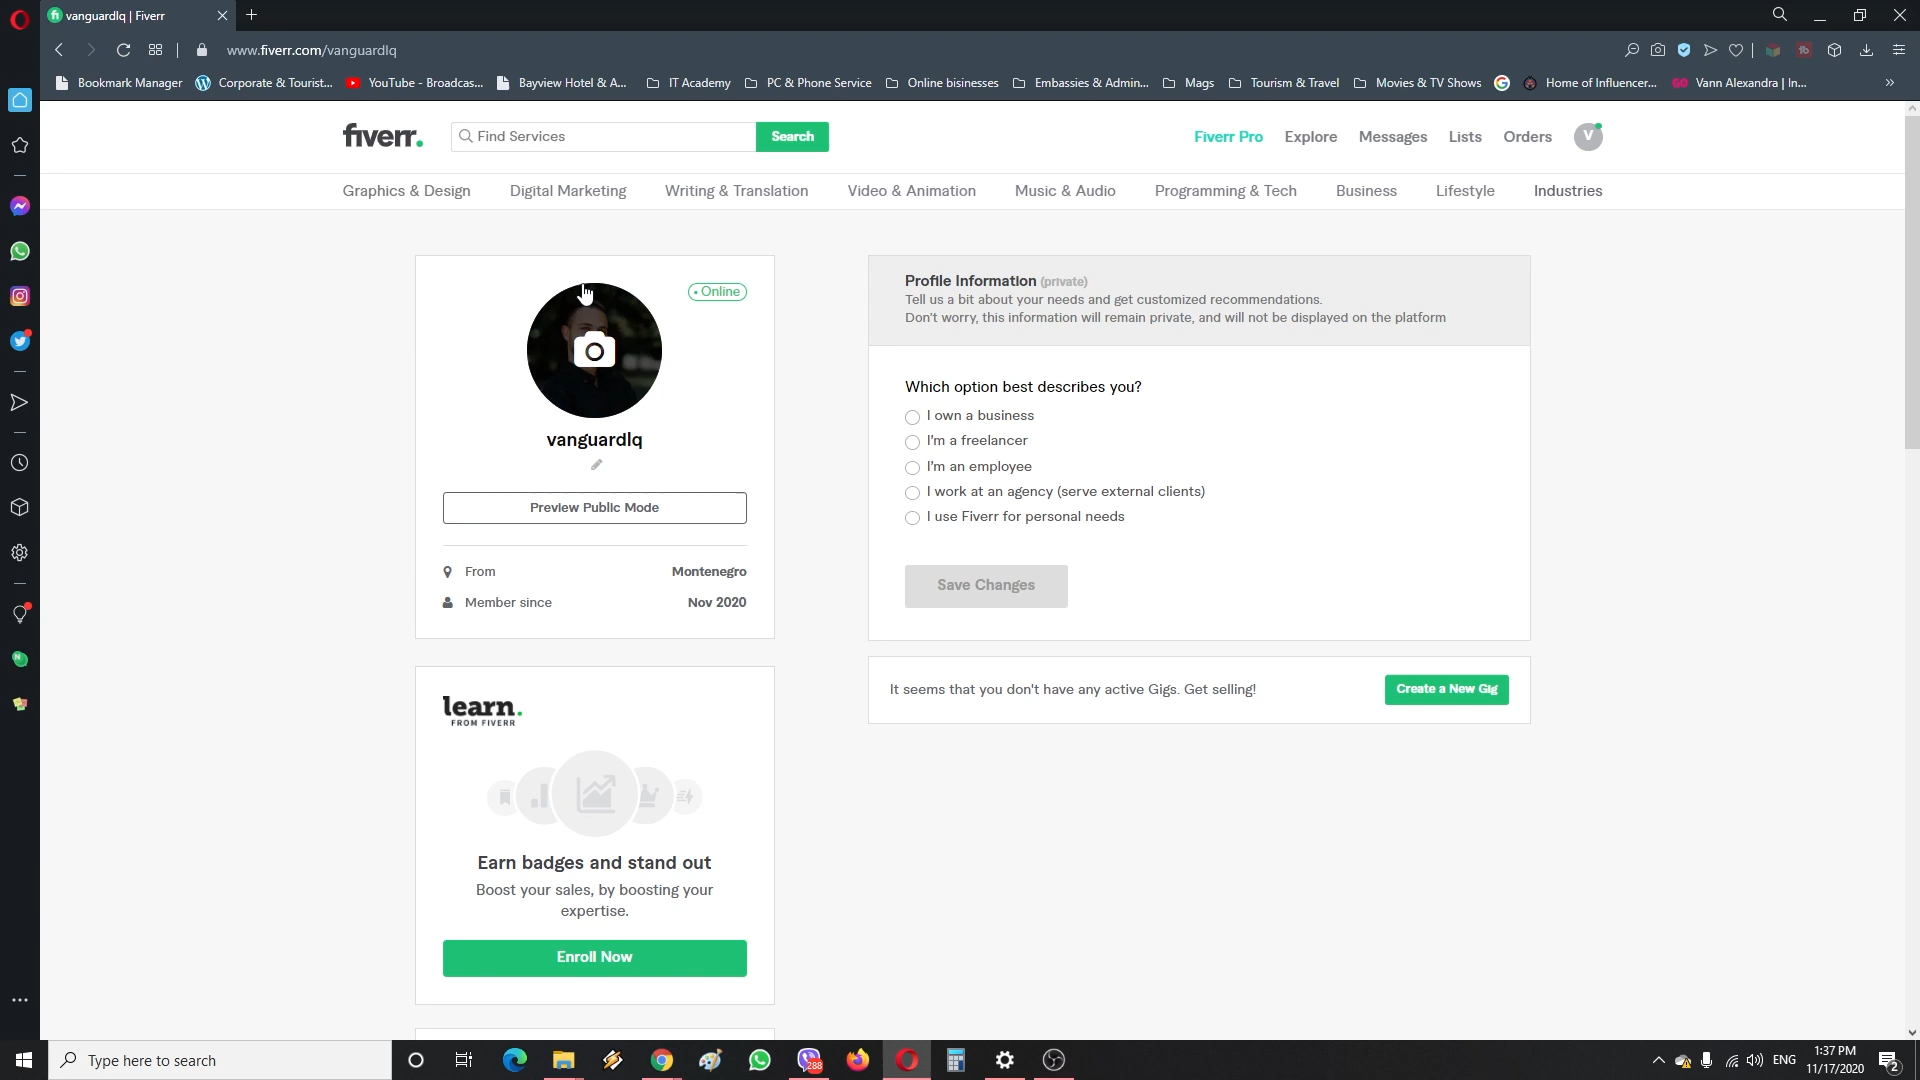 vanguardlq | Fiverr
www.fiverr.com/vanguardlq
Bookmark Manager
Corporate & Tourist...
YouTube - Broadcas...
Bayview Hotel & A...
IT Academy
PC & Phone Service
Online bisinesses
Embassies & Admin...
Mags
Tourism & Travel
Movies & TV Shows
Home of Influencer...
Vann Alexandra | In...
fiverr.
Find Services
Search
Fiverr Pro
Explore
Messages
Lists
Orders
V
Graphics & Design
Digital Marketing
Writing & Translation
Video & Animation
Music & Audio
Programming & Tech
Business
Lifestyle
Industries
• Online
vanguardlq
Preview Public Mode
From Montenegro
Member since Nov 2020
learn.
FROM FIVERR
Earn badges and stand out
Boost your sales, by boosting your
expertise.
Enroll Now
Profile Information (private)
Tell us a bit about your needs and get customized recommendations.
Don't worry, this information will remain private, and will not be displayed on the platform
Which option best describes you?
I own a business
I'm a freelancer
I'm an employee
I work at an agency (serve external clients)
I use Fiverr for personal needs
Save Changes
It seems that you don't have any active Gigs. Get selling!
Create a New Gig
Type here to search
288
ENG
1:37 PM
11/17/2020
2